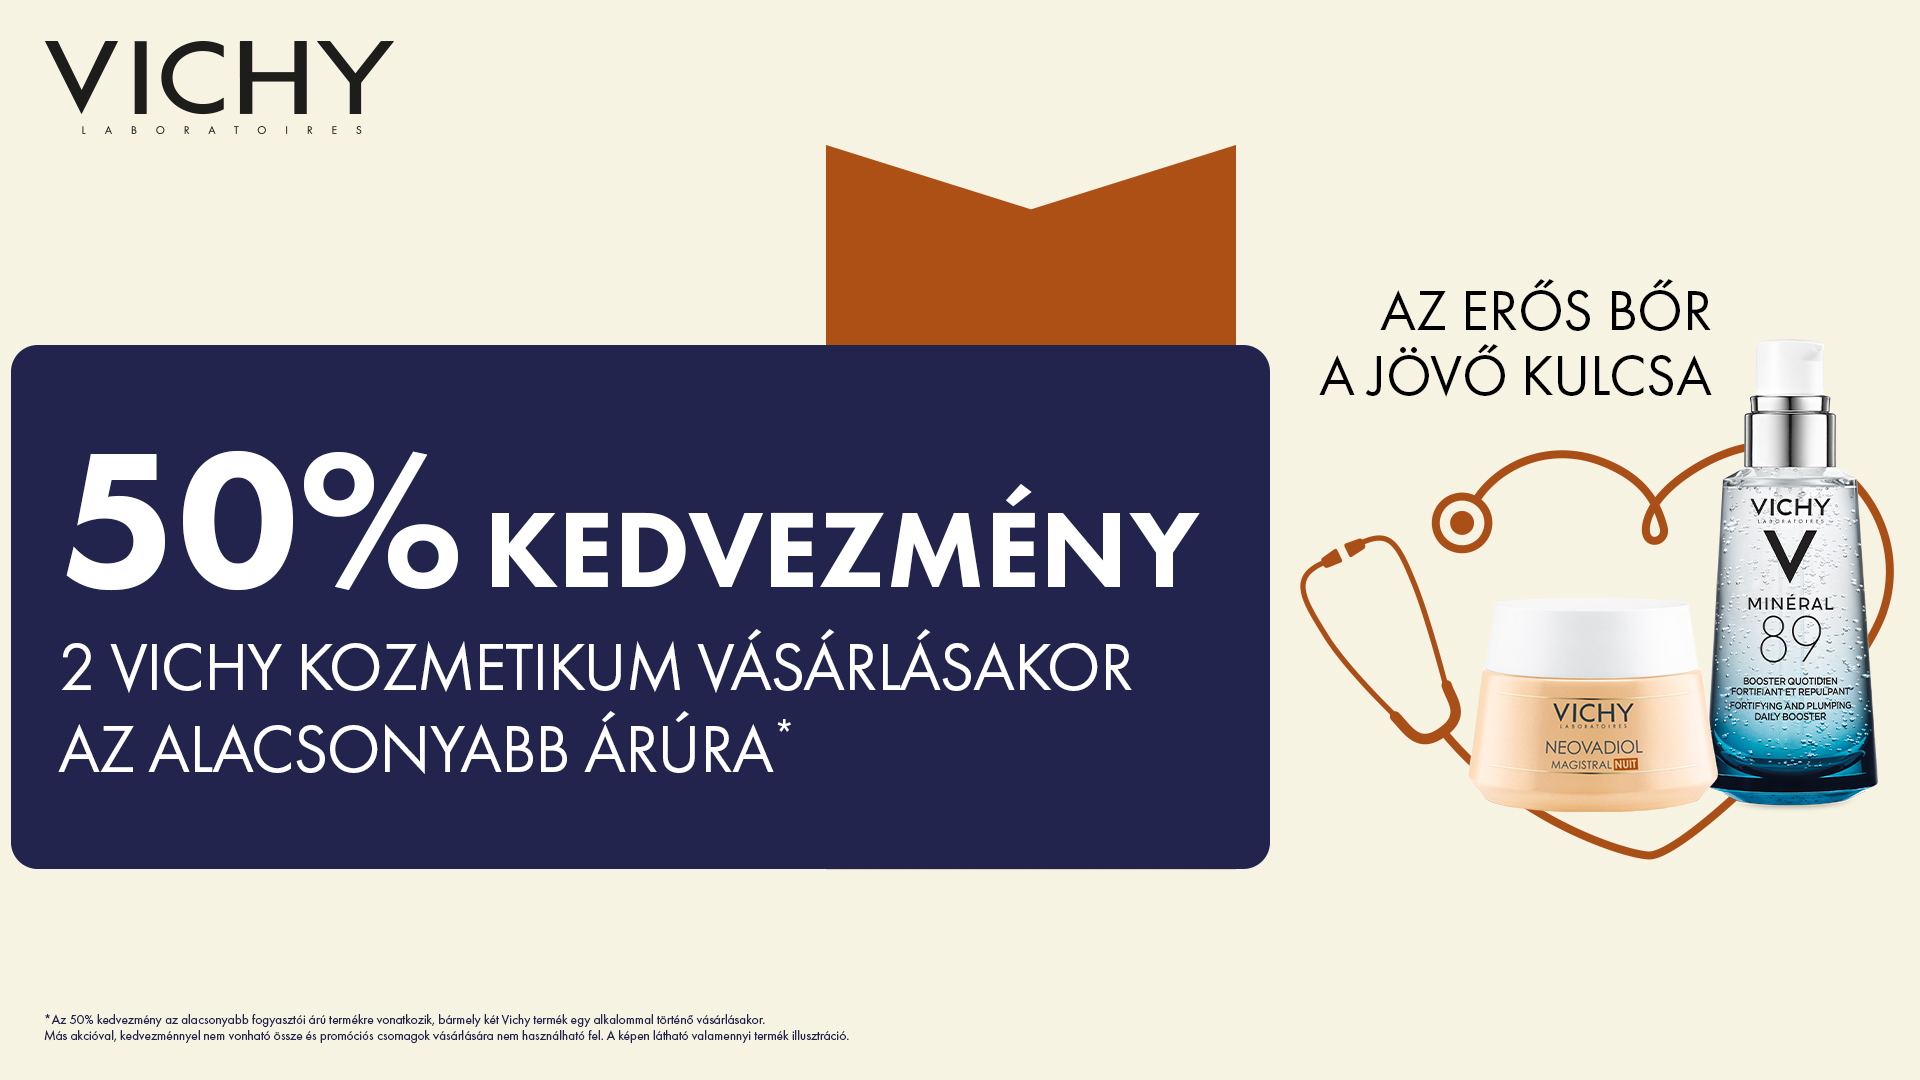 VICHY
LABORATOIRES
AZ ERŐS BŐR
A JÖVŐ KULCSA
50% KEDVEZMÉNY
2 VICHY KOZMETIKUM VÁSÁRLÁSAKOR
AZ ALACSONYABB ÁRÚRA*
VICHY
LABORATOIRES
MINÉRAL
89
BOOSTER QUOTIDIEN
FORTIFIANT ET REPULPANT
FORTIFYING AND PLUMPING
DAILY BOOSTER
VICHY
LABORATOIRES
NEOVADIOL
MAGISTRAL NUIT
*Az 50% kedvezmény az alacsonyabb fogyasztói árú termékre vonatkozik, bármely két Vichy termék egy alkalommal történő vásárlásakor.
Más akcióval, kedvezménnyel nem vonható össze és promóciós csomagok vásárlására nem használható fel. A képen látható valamennyi termék illusztráció.